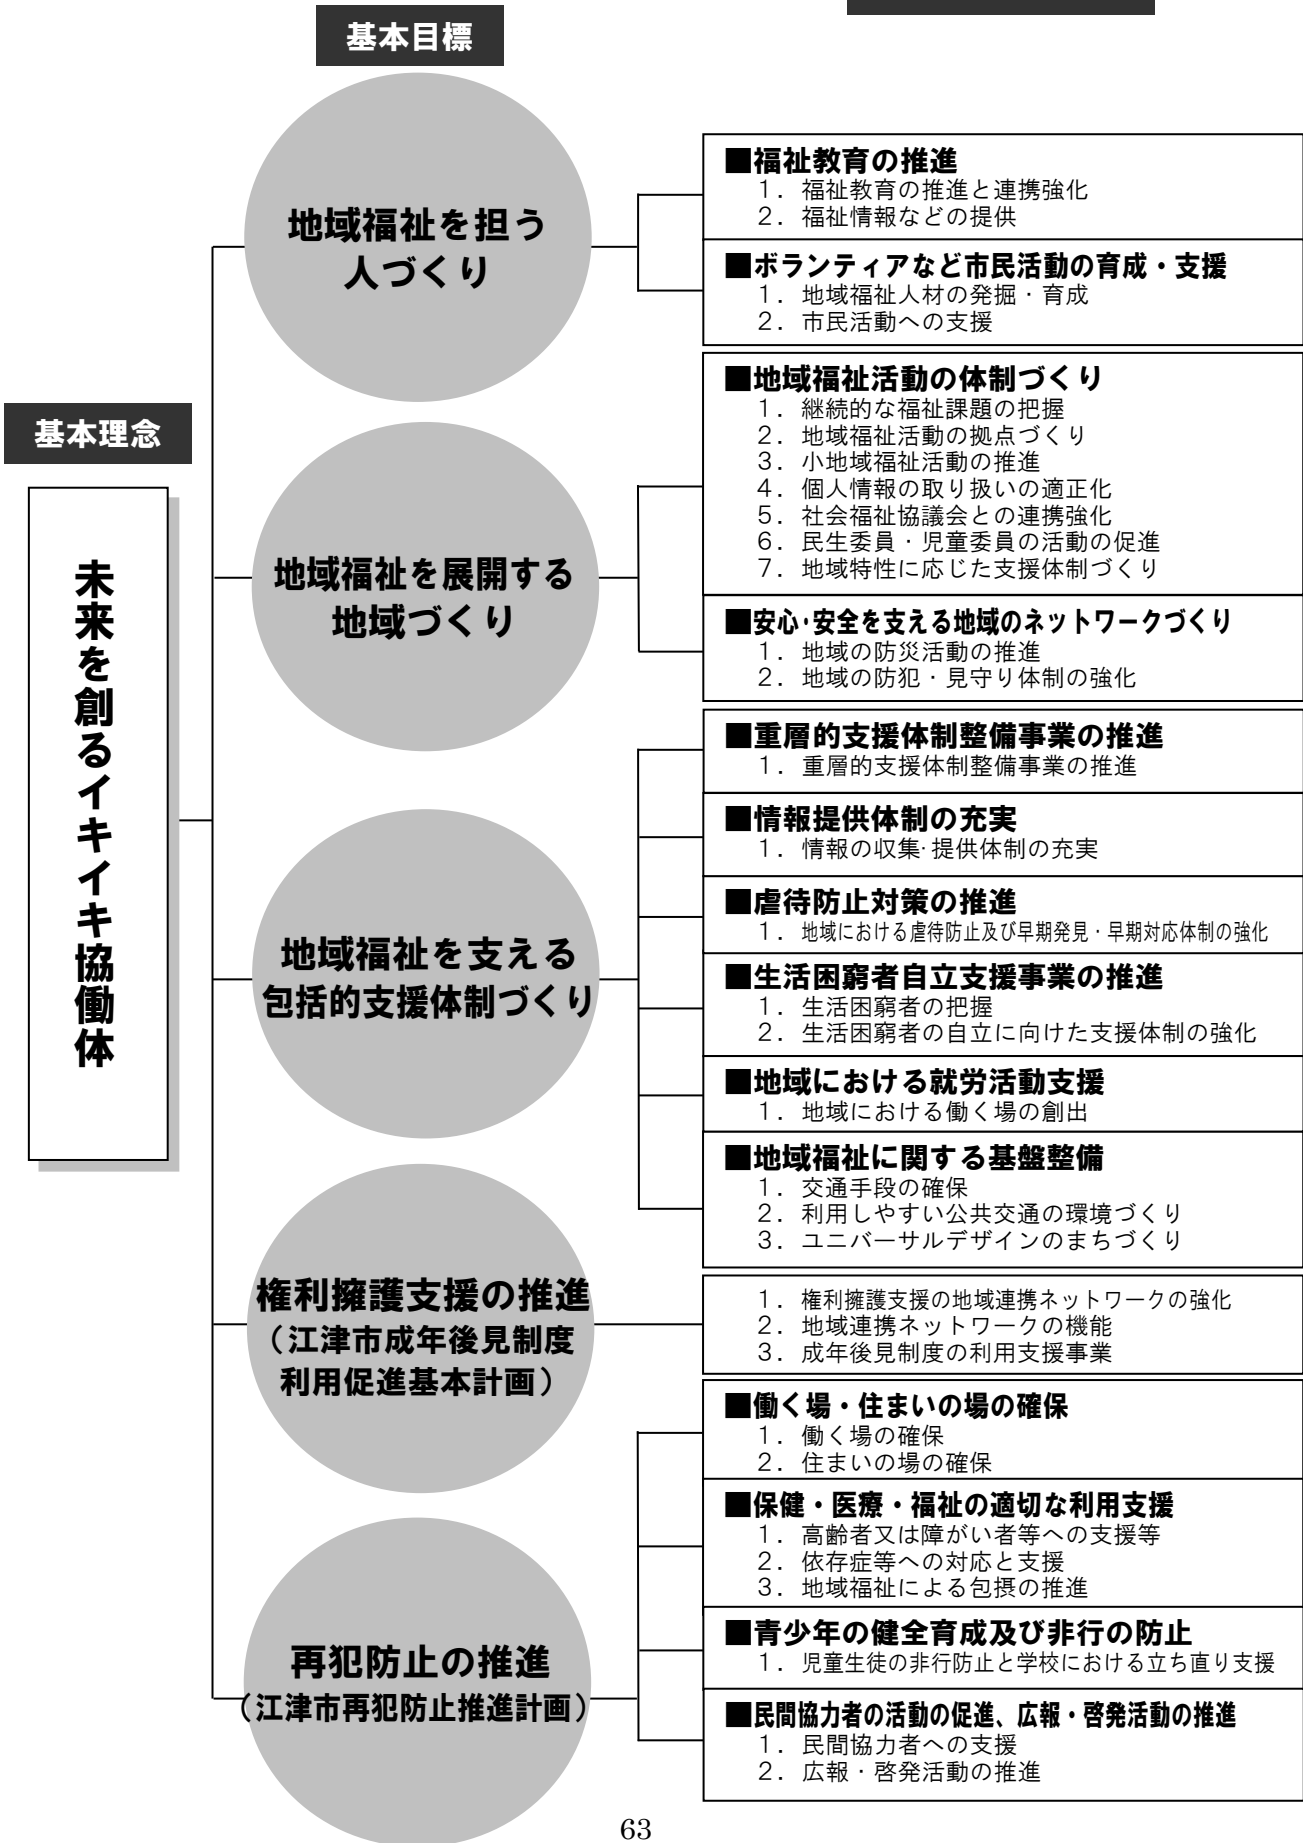 基本目標
基本理念
未来を創るイキイキ協働体
地域福祉を担う
人づくり
■福祉教育の推進
１．福祉教育の推進と連携強化
２．福祉情報などの提供
■ボランティアなど市民活動の育成・支援
１．地域福祉人材の発掘・育成
２．市民活動への支援
地域福祉を展開する
地域づくり
■地域福祉活動の体制づくり
１．継続的な福祉課題の把握
２．地域福祉活動の拠点づくり
３．小地域福祉活動の推進
４．個人情報の取り扱いの適正化
５．社会福祉協議会との連携強化
６．民生委員・児童委員の活動の促進
７．地域特性に応じた支援体制づくり
■安心・安全を支える地域のネットワークづくり
１．地域の防災活動の推進
２．地域の防犯・見守り体制の強化
地域福祉を支える
包括的支援体制づくり
■重層的支援体制整備事業の推進
１．重層的支援体制整備事業の推進
■情報提供体制の充実
１．情報の収集・提供体制の充実
■虐待防止対策の推進
１．地域における虐待防止及び早期発見・早期対応体制の強化
■生活困窮者自立支援事業の推進
１．生活困窮者の把握
２．生活困窮者の自立に向けた支援体制の強化
■地域における就労活動支援
１．地域における働く場の創出
■地域福祉に関する基盤整備
１．交通手段の確保
２．利用しやすい公共交通の環境づくり
３．ユニバーサルデザインのまちづくり
権利擁護支援の推進
（江津市成年後見制度
利用促進基本計画）
１．権利擁護支援の地域連携ネットワークの強化
２．地域連携ネットワークの機能
３．成年後見制度の利用支援事業
再犯防止の推進
（江津市再犯防止推進計画）
■働く場・住まいの場の確保
１．働く場の確保
２．住まいの場の確保
■保健・医療・福祉の適切な利用支援
１．高齢者又は障がい者等への支援等
２．依存症等への対応と支援
３．地域福祉による包摂の推進
■青少年の健全育成及び非行の防止
１．児童生徒の非行防止と学校における立ち直り支援
■民間協力者の活動の促進、広報・啓発活動の推進
１．民間協力者への支援
２．広報・啓発活動の推進
63